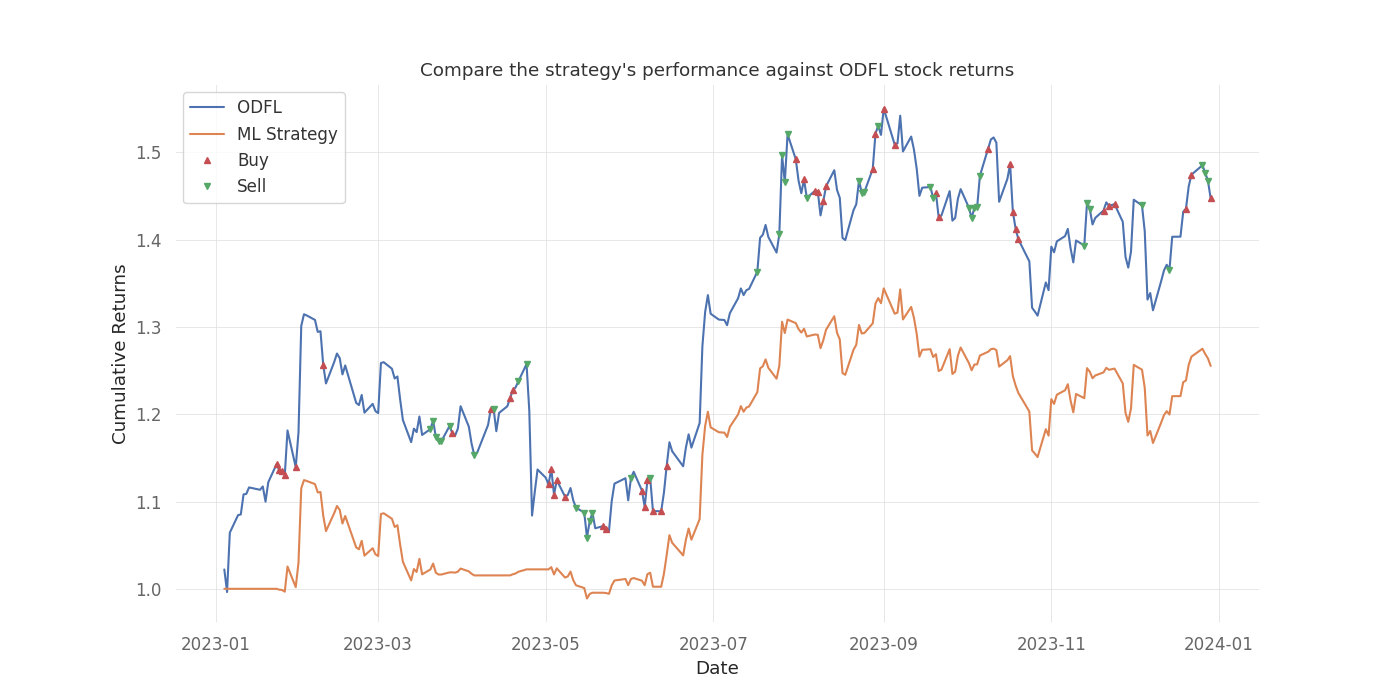 Compare the strategy's performance against ODFL stock returns
ODFL
ML Strategy
Buy
Sell
Cumulative Returns
1.5
1.4
1.3
1.2
1.1
1.0
2023-01 2023-03 2023-05 2023-07 2023-09 2023-11 2024-01
Date